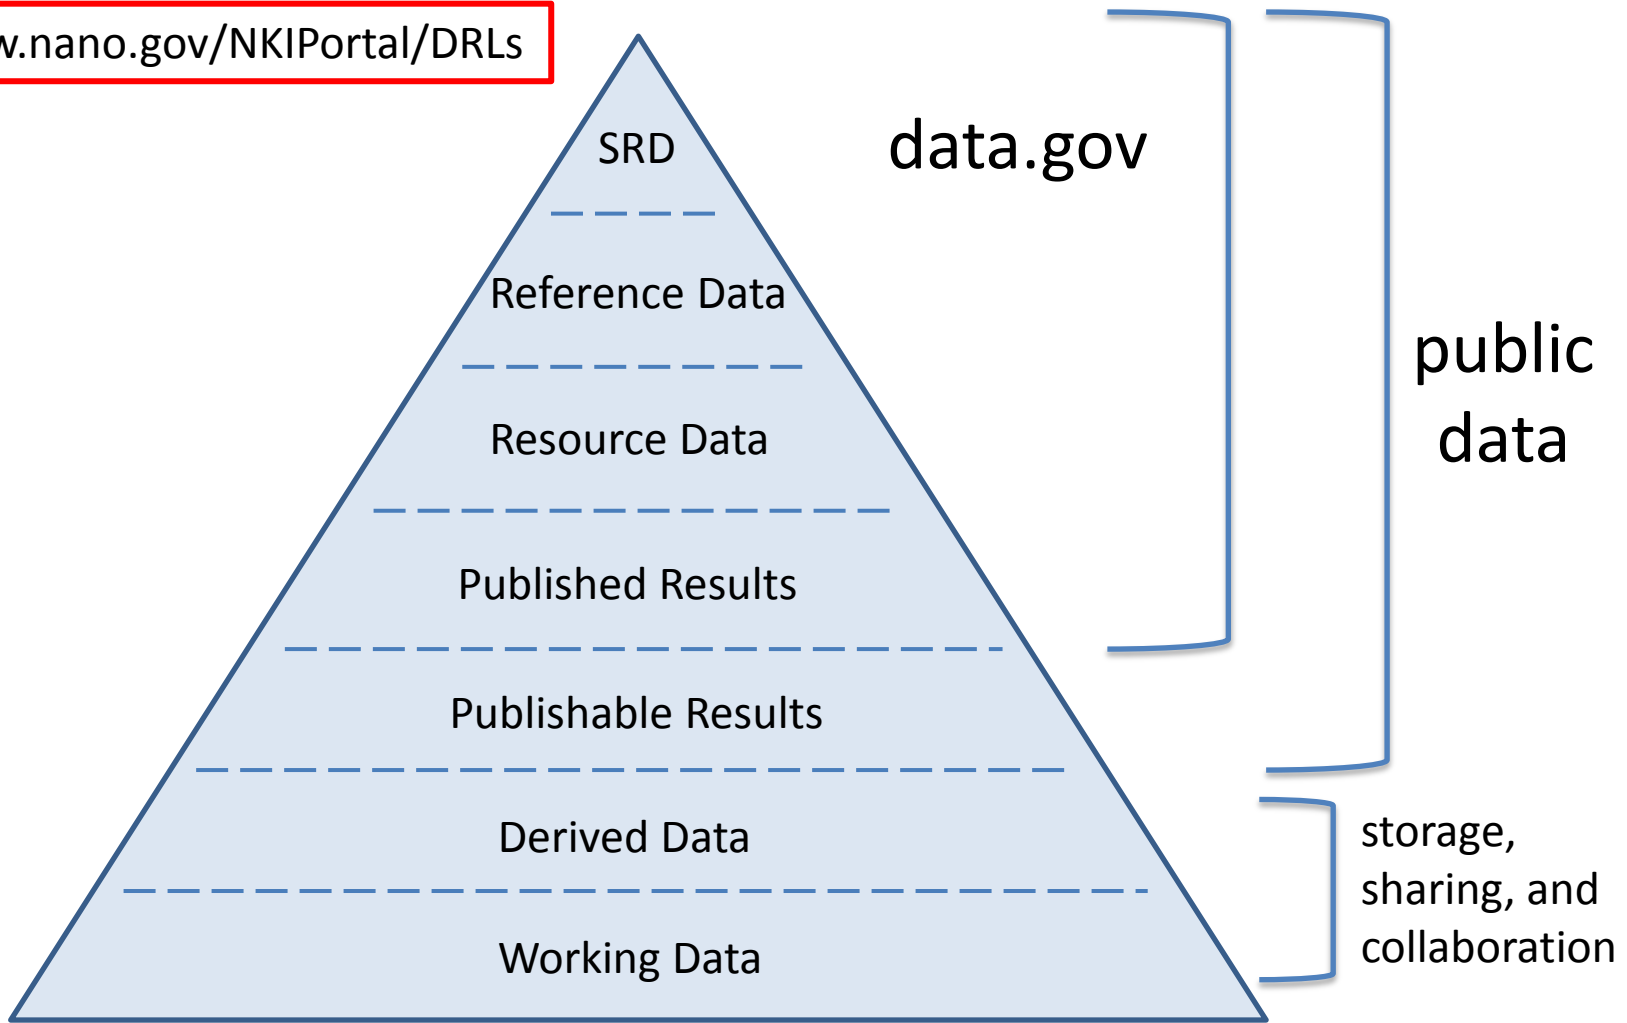 .nano.gov/NKIPortal/DRLs
SRD
data.gov
Reference Data
public
data
Resource Data
Published Results
Publishable Results
Derived Data
storage,
sharing, and
collaboration
Working Data